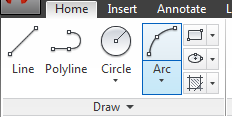 Home Insert Annotate
Line Polyline Circle Arc
Draw